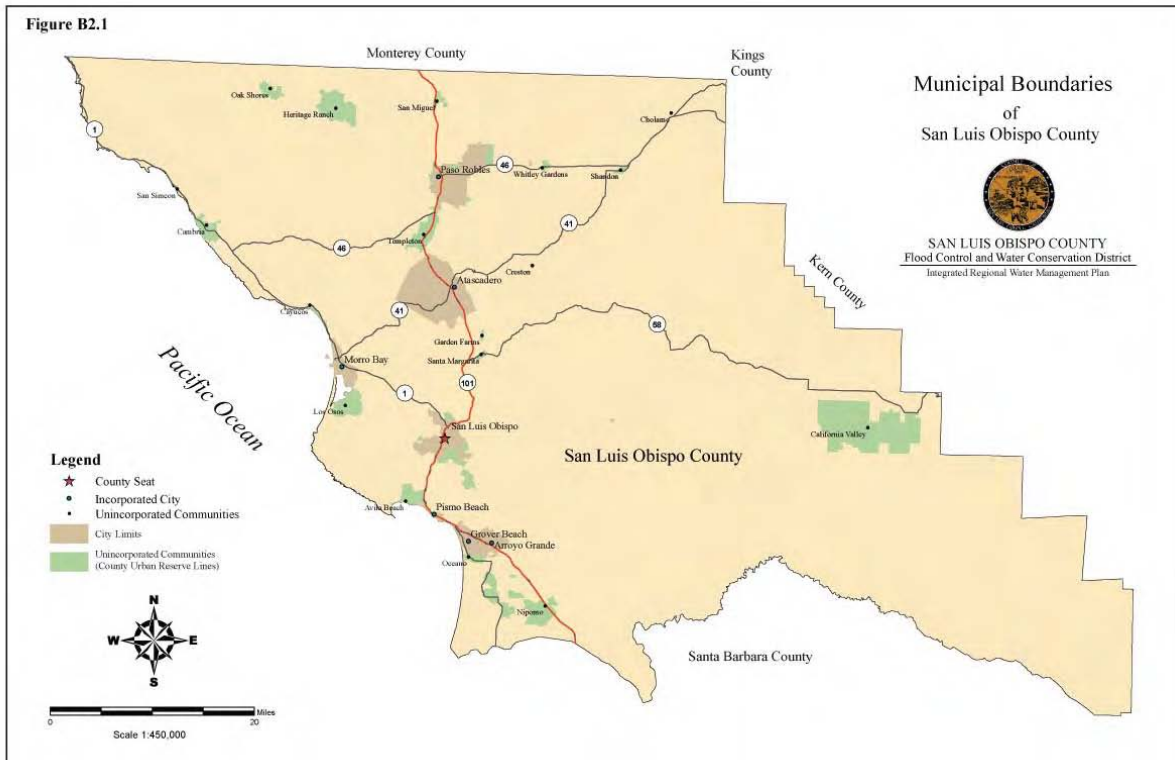 Figure B2.1
Monterey County
Kings
County
Municipal Boundaries
of
San Luis Obispo County
SAN LUIS OBISPO COUNTY
Flood Control and Water Conservation District
Integrated Regional Water Management Plan
Oak Shores
Heritage Ranch
San Miguel
Cholame
1
46
Paso Robles
Whitley Gardens
Shandon
San Simeon
Cambria
41
46
Templeton
Creston
Kern County
Atascadero
Cayucos
41
58
Garden Farms
Santa Margarita
Morro Bay
101
Pacific Ocean
1
Los Osos
San Luis Obispo
California Valley
San Luis Obispo County
Legend
County Seat
Incorporated City
Unincorporated Communities
City Limits
Unincorporated Communities
(County Urban Reserve Lines)
Avila Beach
Pismo Beach
Grover Beach
Arroyo Grande
Oceano
Nipomo
Santa Barbara County
N
W
E
S
Miles
0
20
Scale 1:450,000